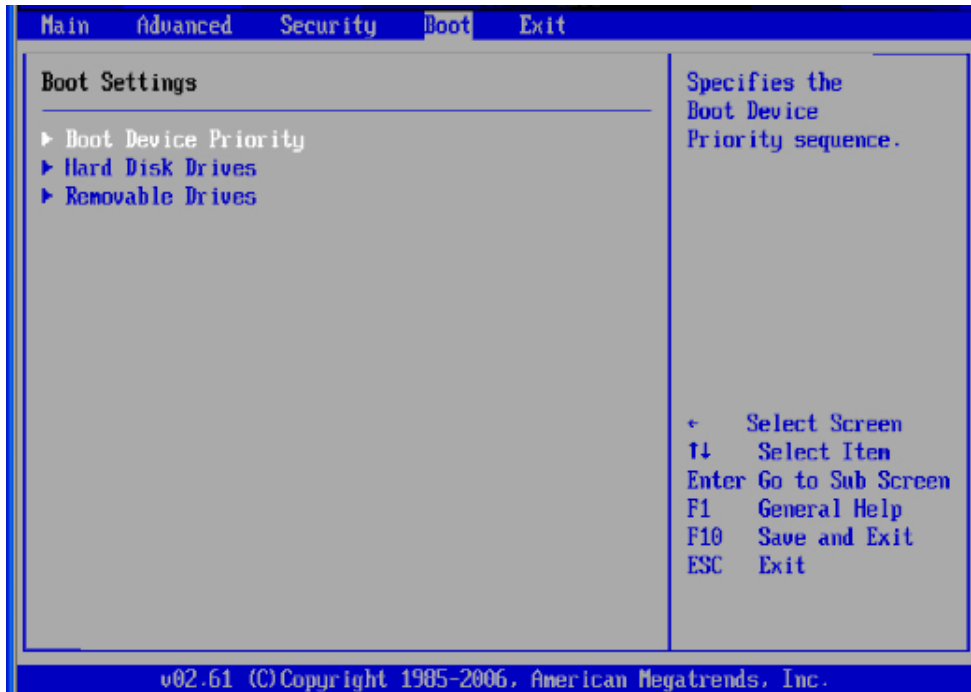 Main Advanced Security Boot Exit
Boot Settings
▶ Boot Device Priority
▶ Hard Disk Drives
▶ Removable Drives
Specifies the
Boot Device
Priority sequence.
← Select Screen
↑↓ Select Item
Enter Go to Sub Screen
F1 General Help
F10 Save and Exit
ESC Exit
v02.61 (C)Copyright 1985-2006, American Megatrends, Inc.